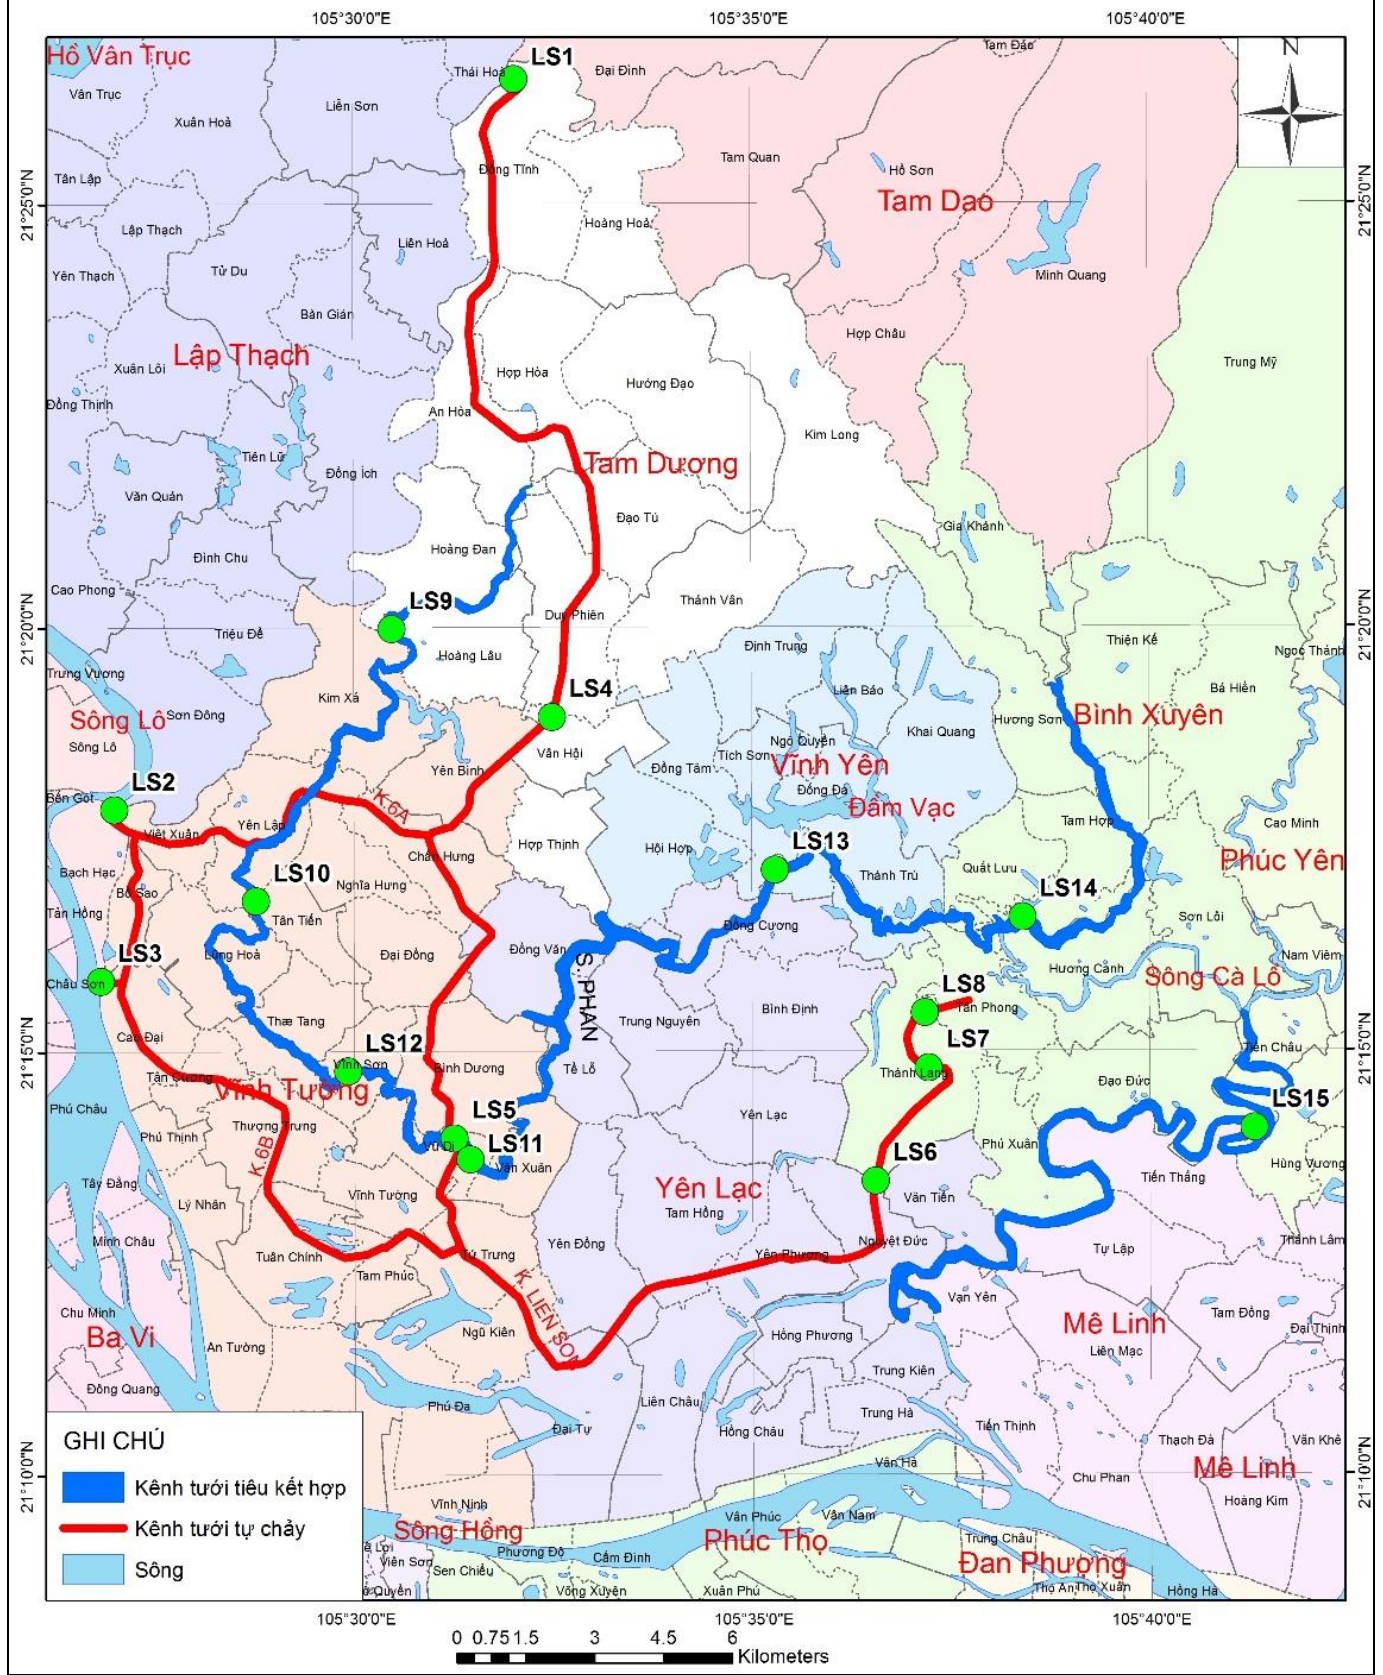 105°30'0"E
105°35'0"E
105°40'0"E
Hồ Vân Trục
Thái Hoà
LS1
Đại Đình
Tam Đảo
N
Vân Trục
Liễn Sơn
Xuân Hoà
Tam Quan
Hồ Sơn
Đồng Tĩnh
Tân Lập
21°25'0"N
21°25'0"N
Tam Dao
Lập Thạch
Liên Hoà
Hoàng Hoa
Yên Thạch
Tử Du
Minh Quang
Bàn Giản
Hợp Châu
Lập Thạch
Xuân Lôi
Trung Mỹ
Hợp Hòa
Hướng Đạo
Đồng Thịnh
An Hòa
Kim Long
Tiên Lữ
Tam Dương
Đồng Ích
Văn Quán
Đạo Tú
Gia Khánh
Hoàng Đan
Đình Chu
Cao Phong
LS9
Thánh Vân
Duy Phiên
21°20'0"N
21°20'0"N
Triệu Đề
Định Trung
Thiện Kế
Ngọc Thánh
Hoàng Lâu
Trưng Vương
Kim Xá
LS4
Liên Bảo
Bá Hiến
Sông Lô
Sơn Đông
Hương Sơn
Bình Xuyên
Sông Lô
Khai Quang
Ngô Quyền
Vân Hội
Tích Sơn
Yên Bình
Đồng Tâm
Vĩnh Yên
LS2
Đống Đa
Bến Gót
K.6A
Đầm Vạc
Tam Hợp
Cao Minh
Việt Xuân
Yên Lập
Hợp Thịnh
Hội Hợp
LS13
Chấn Hưng
Phúc Yên
Bạch Hạc
LS10
Quất Lưu
Thánh Trù
LS14
Bồ Sao
Nghĩa Hưng
Tản Hồng
Tân Tiến
Sơn Lôi
Đồng Cương
Đồng Văn
LS3
Lũng Hoà
Đại Đồng
Nam Viêm
Hương Cảnh
Sông Cà Lồ
Châu Sơn
S. PHAN
LS8
Tân Phong
Bình Định
Thæ Tang
Trung Nguyên
Cao Đại
LS12
LS7
Tiền Châu
21°15'0"N
21°15'0"N
Vĩnh Sơn
Bình Dương
Tề Lỗ
Thánh Lãng
Tân Cương
Đạo Đức
Vĩnh Tường
Phú Châu
LS5
Yên Lạc
LS15
Thượng Trưng
Phú Thịnh
Vũ Di
LS11
Phú Xuân
LS6
K.6B
Vân Xuân
Hùng Vương
Tây Đằng
Tiến Thắng
Yên Lạc
Vĩnh Tường
Văn Tiến
Lý Nhân
Tam Hồng
Minh Châu
Nguyệt Đức
Thanh Lâm
Yên Đồng
Tự Lập
Tuân Chính
Tứ Trưng
Yên Phương
Tam Phúc
K. LIEN SON
Vạn Yên
Chu Minh
Mê Linh
Tam Đồng
Đại Thịnh
Ba Vi
Ngũ Kiên
Hồng Phương
An Tường
Liên Mạc
Trung Kiên
Đồng Quang
Phú Đa
Liên Châu
Trung Hà
Đại Tự
Hồng Châu
Tiến Thịnh
GHI CHÚ
Thạch Đà
Văn Khê
Vân Hà
Chu Phan
Mê Linh
21°10'0"N
21°10'0"N
Kênh tưới tiêu kết hợp
Vĩnh Ninh
Hoàng Kim
Kênh tưới tự chảy
Sông Hồng
Vân Phúc
Vân Nam
Phúc Thọ
Trung Châu
Sông
Viên Sơn
Phương Độ
Cẩm Đình
Đan Phượng
Sen Chiểu
Võng Xuyên
Xuân Phú
Thọ An
Thọ Xuân
Hồng Hà
105°30'0"E
105°35'0"E
105°40'0"E
0 0.75 1.5 3 4.5 6
Kilometers